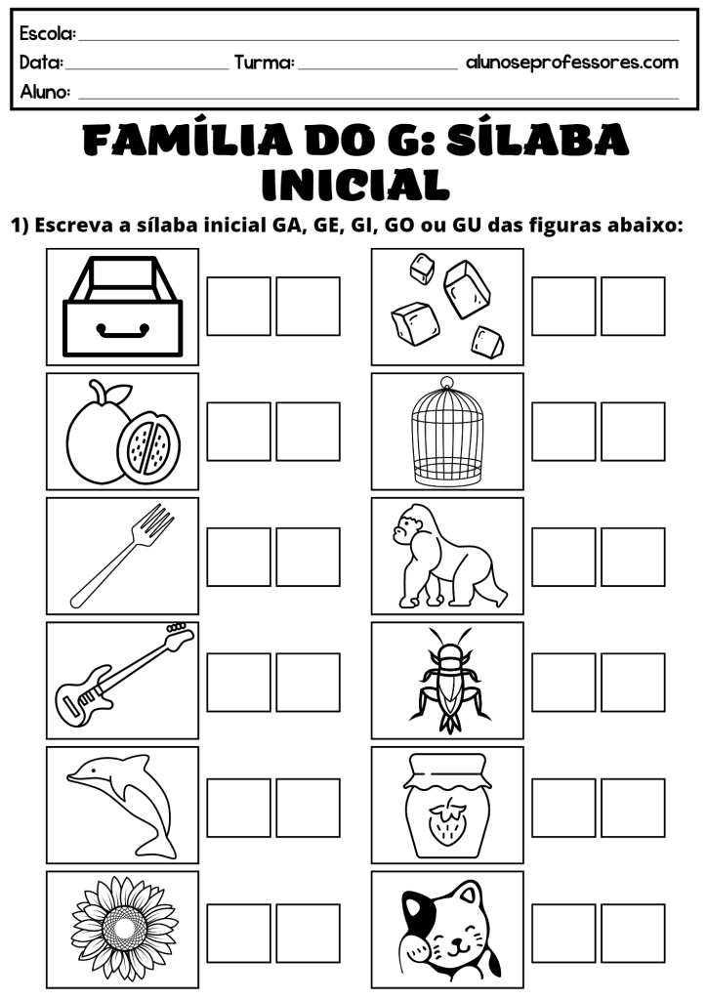 Escola:
Data: Turma: alunoseprofessores.com
Aluno:
FAMÍLIA DO G: SÍLABA
INICIAL
1) Escreva a sílaba inicial GA, GE, GI, GO ou GU das figuras abaixo: